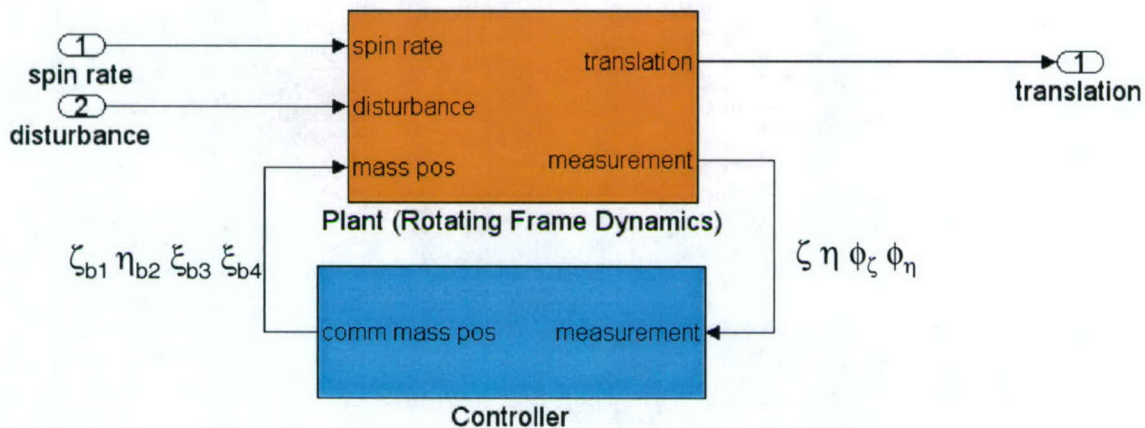 1
spin rate
2
disturbance
spin rate
disturbance
mass pos
translation
measurement
Plant (Rotating Frame Dynamics)
1
translation
ζb1 ηb2 ξb3 ξb4
ζ η ϕζ ϕη
comm mass pos
measurement
Controller